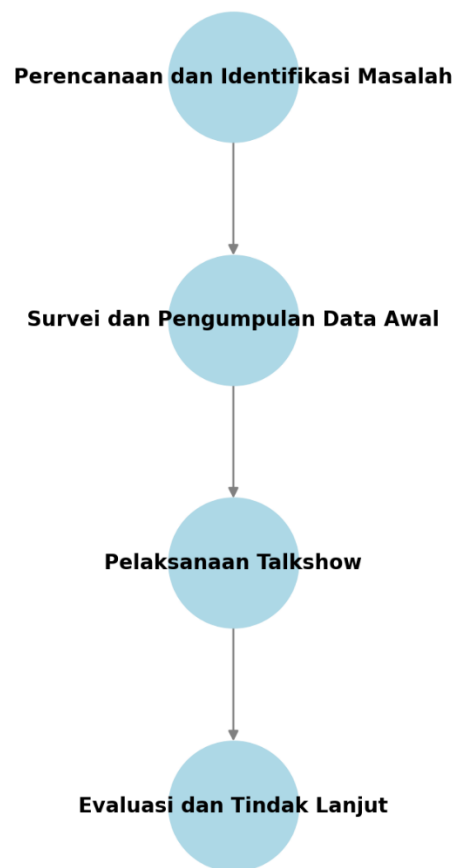 Perencanaan dan Identifikasi Masalah
Survei dan Pengumpulan Data Awal
Pelaksanaan Talkshow
Evaluasi dan Tindak Lanjut